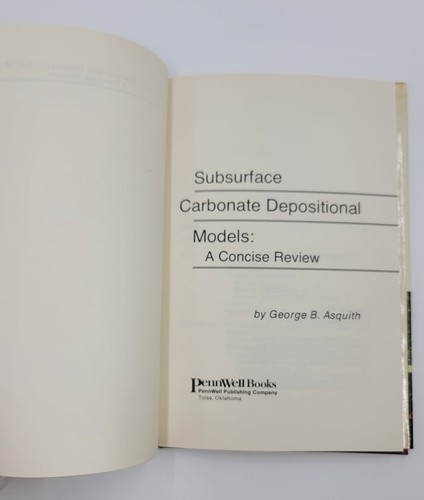 Subsurface
Carbonate Depositional
Models:
A Concise Review
by George B. Asquith
PennWell Books
PennWell Publishing Company
Tulsa, Oklahoma